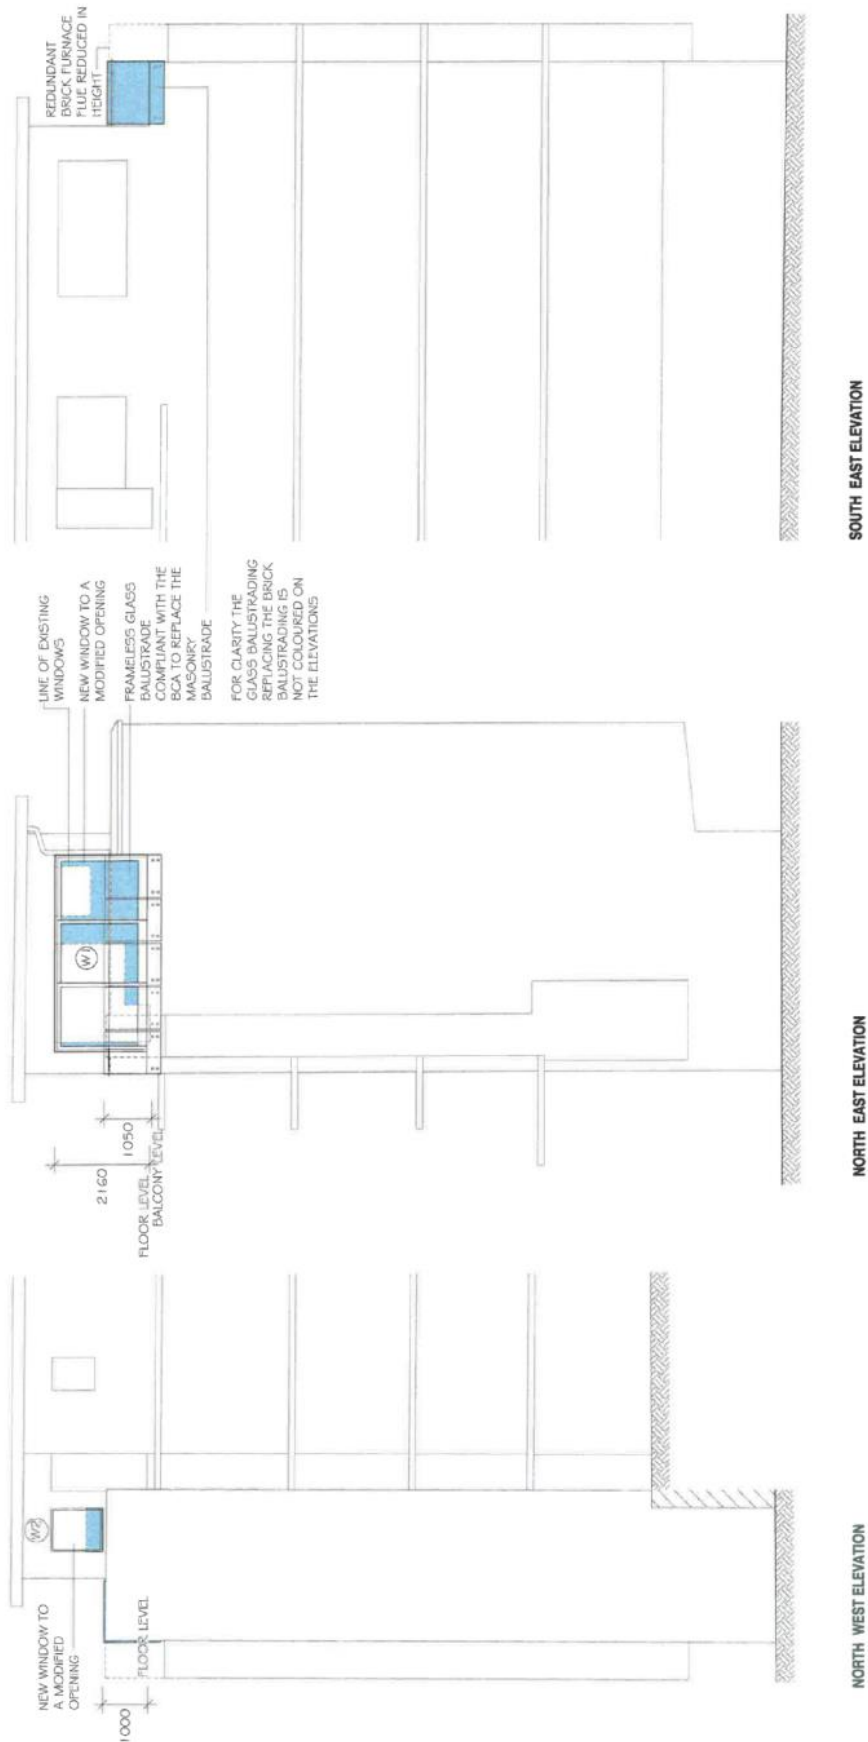 NEW WINDOW TO
A MODIFIED
OPENING
W2
1000
FLOOR LEVEL
NORTH WEST ELEVATION
2160
1050
FLOOR LEVEL
BALCONY LEVEL
W1
LINE OF EXISTING
WINDOWS
NEW WINDOW TO A
MODIFIED OPENING
FRAMELESS GLASS
BALUSTRADE
COMPLIANT WITH THE
BCA TO REPLACE THE
MASONRY
BALUSTRADE
FOR CLARITY THE
GLASS BALUSTRADING
REPLACING THE BRICK
BALUSTRADING IS
NOT COLOURED ON
THE ELEVATIONS
NORTH EAST ELEVATION
REDUNDANT
BRICK FURNACE
FLUE REDUCED IN
HEIGHT
SOUTH EAST ELEVATION